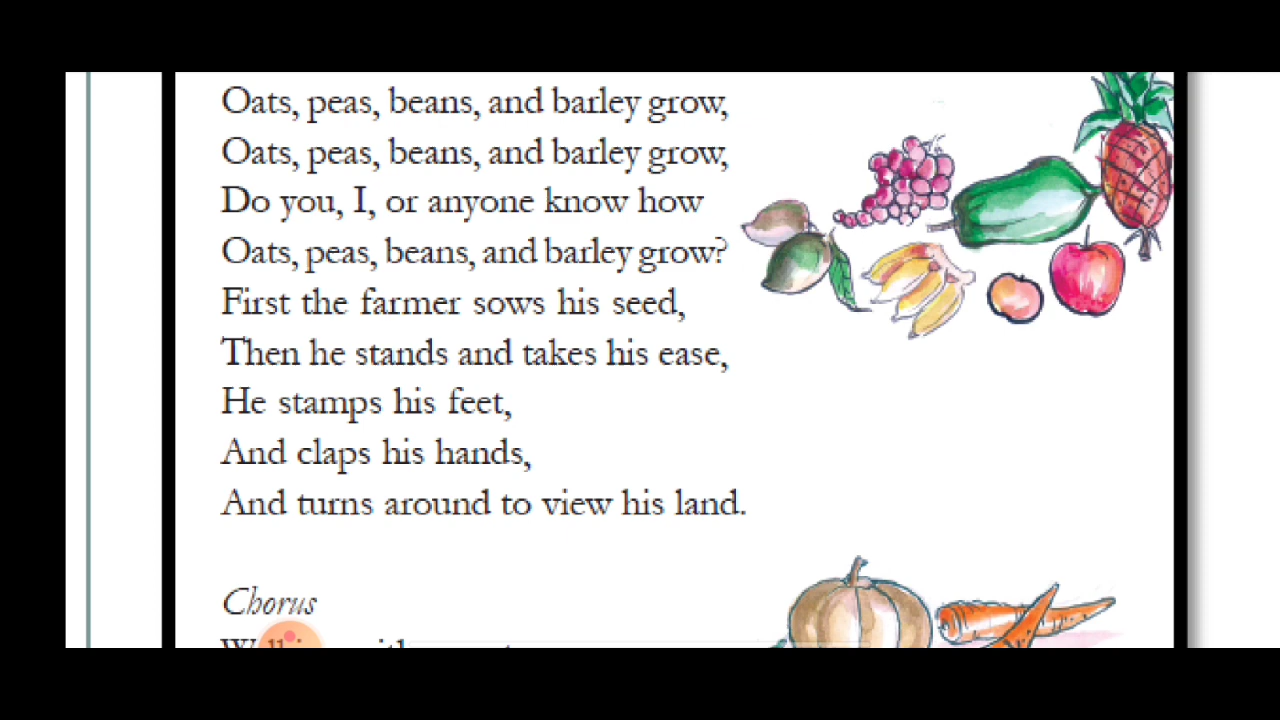 Oats, peas, beans, and barley grow,
Oats, peas, beans, and barley grow,
Do you, I, or anyone know how
Oats, peas, beans, and barley grow?
First the farmer sows his seed,
Then he stands and takes his ease,
He stamps his feet,
And claps his hands,
And turns around to view his land.
Chorus